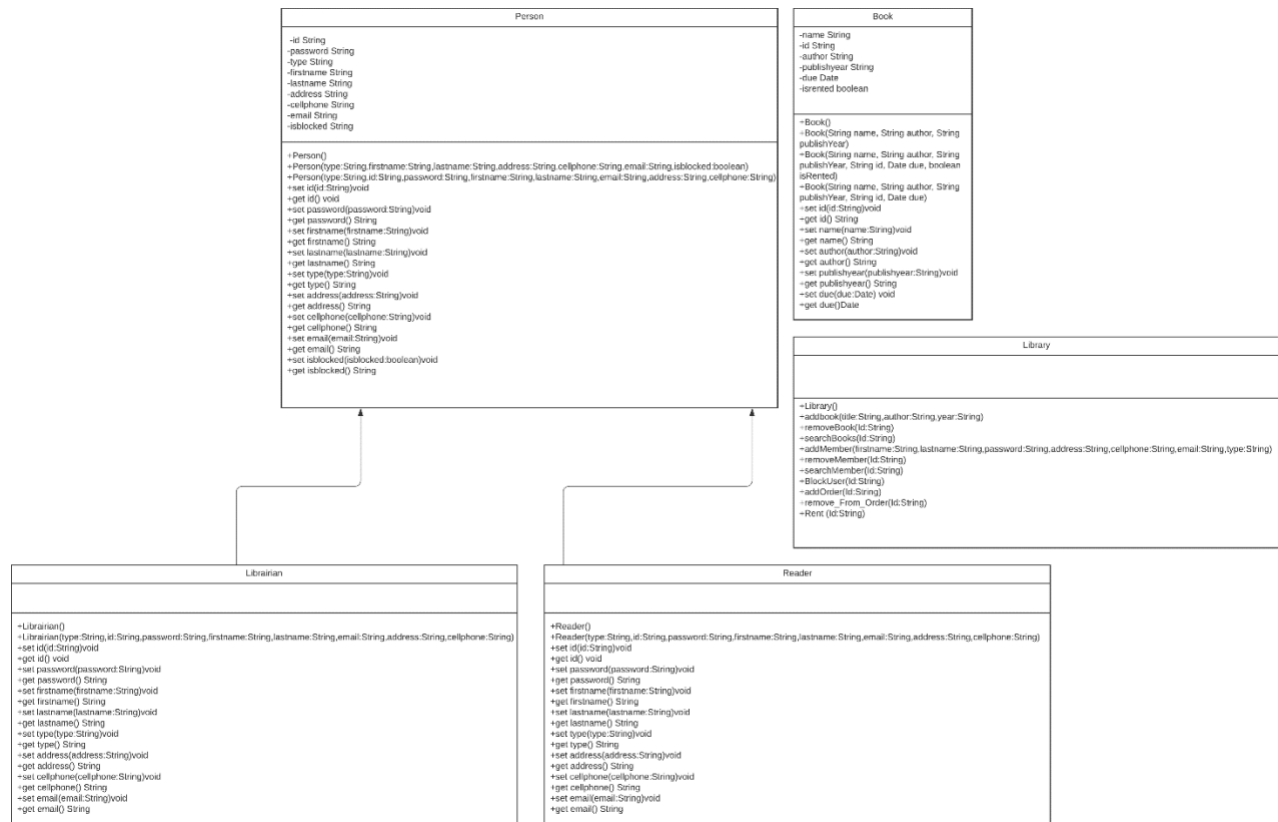 Person
-id String
-password String
-type String
-firstname String
-lastname String
-address String
-cellphone String
-email String
-isblocked String
+Person()
+Person(type:String,firstname:String,lastname:String,address:String,cellphone:String,email:String,isblocked:boolean)
+Person(type:String,id:String,password:String,firstname:String,lastname:String,email:String,address:String,cellphone:String)
+set id(id:String)void
+get id() void
+set password(password:String)void
+get password() String
+set firstname(firstname:String)void
+get firstname() String
+set lastname(lastname:String)void
+get lastname() String
+set type(type:String)void
+get type() String
+set address(address:String)void
+get address() String
+set cellphone(cellphone:String)void
+get cellphone() String
+set email(email:String)void
+get email() String
+set isblocked(isblocked:boolean)void
+get isblocked() String
Book
-name String
-id String
-author String
-publishyear String
-due Date
-isrented boolean
+Book()
+Book(String name, String author, String
publishYear)
+Book(String name, String author, String
publishYear, String id, Date due, boolean
isRented)
+Book(String name, String author, String
publishYear, String id, Date due)
+set id(id:String)void
+get id() String
+set name(name:String)void
+get name() String
+set author(author:String)void
+get author() String
+set publishyear(publishyear:String)void
+get publishyear() String
+set due(due:Date) void
+get due()Date
Library
+Library()
+addbook(title:String,author:String,year:String)
+removeBook(Id:String)
+searchBooks(Id:String)
+addMember(firstname:String,lastname:String,password:String,address:String,cellphone:String,email:String,type:String)
+removeMember(Id:String)
+searchMember(Id:String)
+BlockUser(Id:String)
+addOrder(Id:String)
+remove_From_Order(Id:String)
+Rent (Id:String)
Librairian
+Librairian()
+Librairian(type:String,id:String,password:String,firstname:String,lastname:String,email:String,address:String,cellphone:String)
+set id(id:String)void
+get id() void
+set password(password:String)void
+get password() String
+set firstname(firstname:String)void
+get firstname() String
+set lastname(lastname:String)void
+get lastname() String
+set type(type:String)void
+get type() String
+set address(address:String)void
+get address() String
+set cellphone(cellphone:String)void
+get cellphone() String
+set email(email:String)void
+get email() String
Reader
+Reader()
+Reader(type:String,id:String,password:String,firstname:String,lastname:String,email:String,address:String,cellphone:String)
+set id(id:String)void
+get id() void
+set password(password:String)void
+get password() String
+set firstname(firstname:String)void
+get firstname() String
+set lastname(lastname:String)void
+get lastname() String
+set type(type:String)void
+get type() String
+set address(address:String)void
+get address() String
+set cellphone(cellphone:String)void
+get cellphone() String
+set email(email:String)void
+get email() String